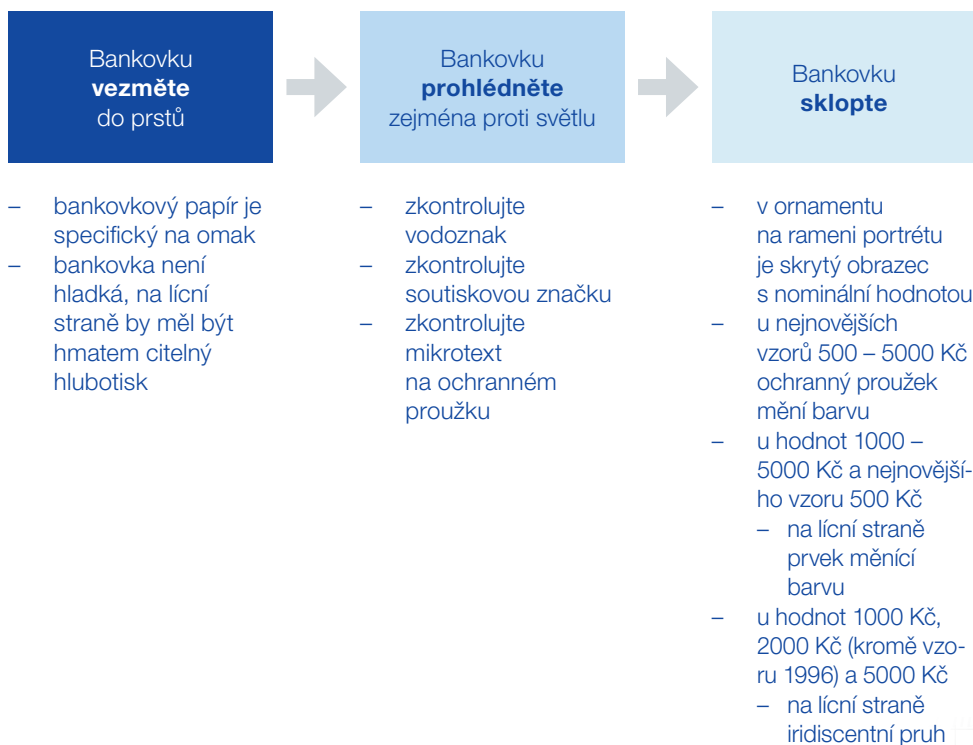 Bankovku
vezměte
do prstů
Bankovku
prohlédněte
zejména proti světlu
Bankovku
sklopte
– bankovkový papír je
specifický na omak
– bankovka není
hladká, na lícní
straně by měl být
hmatem citelný
hlubotisk
– zkontrolujte
vodoznak
– zkontrolujte
soutiskovou značku
– zkontrolujte
mikrotext
na ochranném
proužku
– v ornamentu
na rameni portrétu
je skrytý obrazec
s nominální hodnotou
– u nejnovějších
vzorů 500 – 5000 Kč
ochranný proužek
mění barvu
– u hodnot 1000 –
5000 Kč a nejnovější-
ho vzoru 500 Kč
– na lícní straně
prvek měnící
barvu
– u hodnot 1000 Kč,
2000 Kč (kromě vzo-
ru 1996) a 5000 Kč
– na lícní straně
iridiscentní pruh